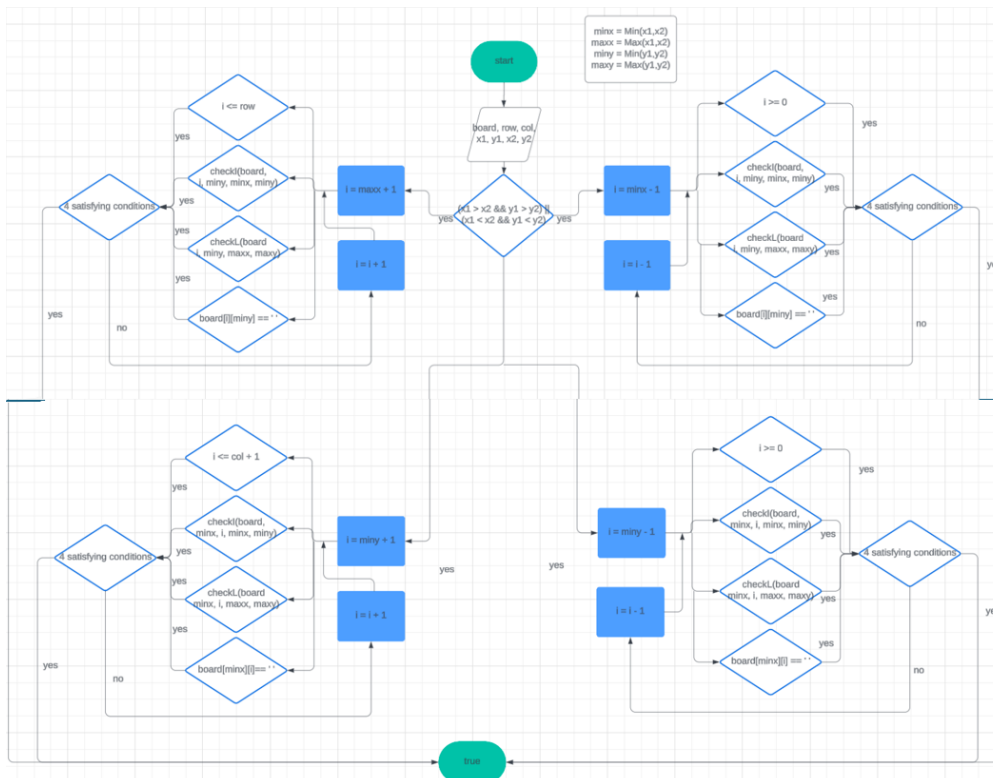 minx = Min(x1,x2)
maxx = Max(x1,x2)
miny = Min(y1,y2)
maxy = Max(y1,y2)
start
board, row, col,
x1, y1, x2, y2
(x1 > x2 && y1 > y2) ||
(x1 < x2 && y1 < y2)
yes
yes
i <= row
yes
checkI(board,
i, miny, minx, miny)
yes
checkL(board
i, miny, maxx, maxy)
yes
board[i][miny] == ' '
yes
4 satisfying conditions
i = maxx + 1
i = i + 1
yes
no
i >= 0
yes
checkI(board,
i, miny, minx, miny)
yes
checkL(board
i, miny, maxx, maxy)
yes
board[i][miny] == ' '
yes
4 satisfying conditions
i = minx - 1
i = i - 1
no
i <= col + 1
yes
checkI(board,
minx, i, minx, miny)
yes
checkL(board
minx, i, maxx, maxy)
yes
board[minx][i]== ' '
yes
4 satisfying conditions
i = miny + 1
i = i + 1
yes
no
yes
yes
i >= 0
yes
checkI(board,
minx, i, minx, miny)
yes
checkL(board
minx, i, maxx, maxy)
yes
board[minx][i] == ' '
yes
4 satisfying conditions
i = miny - 1
i = i - 1
no
true